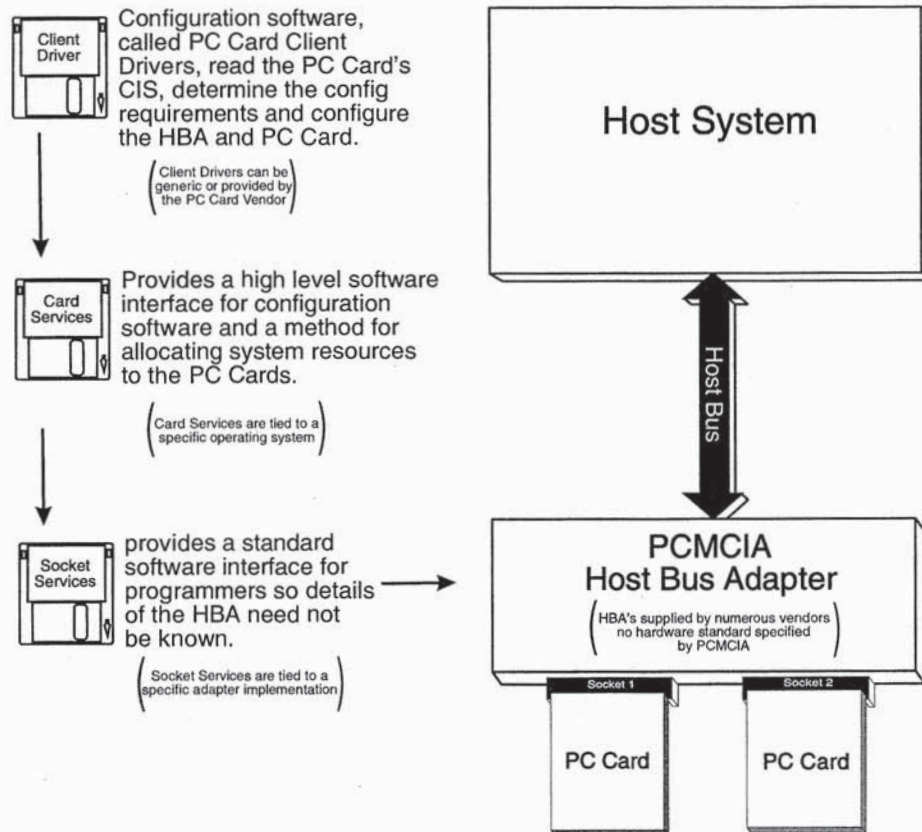 Client
Driver
Configuration software,
called PC Card Client
Drivers, read the PC Card's
CIS, determine the config
requirements and configure
the HBA and PC Card.
(Client Drivers can be
generic or provided by
the PC Card Vendor)
Card
Services
Provides a high level software
interface for configuration
software and a method for
allocating system resources
to the PC Cards.
(Card Services are tied to a
specific operating system)
Socket
Services
provides a standard
software interface for
programmers so details
of the HBA need not
be known.
(Socket Services are tied to a
specific adapter implementation)
Host System
Host Bus
PCMCIA
Host Bus Adapter
(HBA's supplied by numerous vendors
no hardware standard specified
by PCMCIA)
Socket 1
Socket 2
PC Card
PC Card